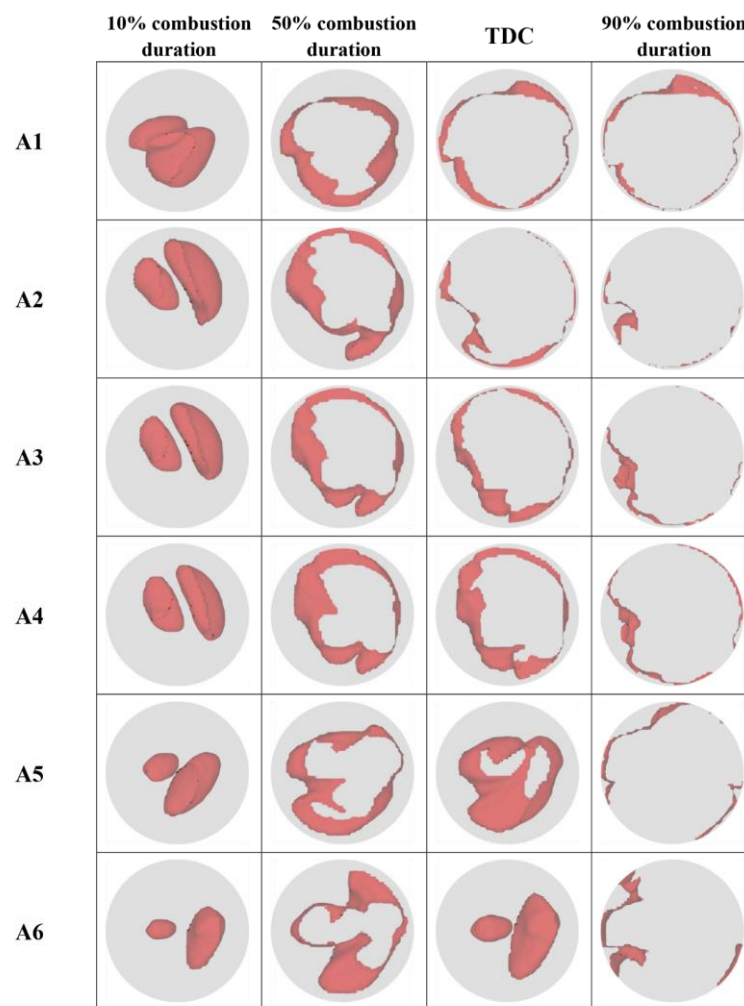 10% combustion duration
50% combustion duration
TDC
90% combustion duration
A1
A2
A3
A4
A5
A6